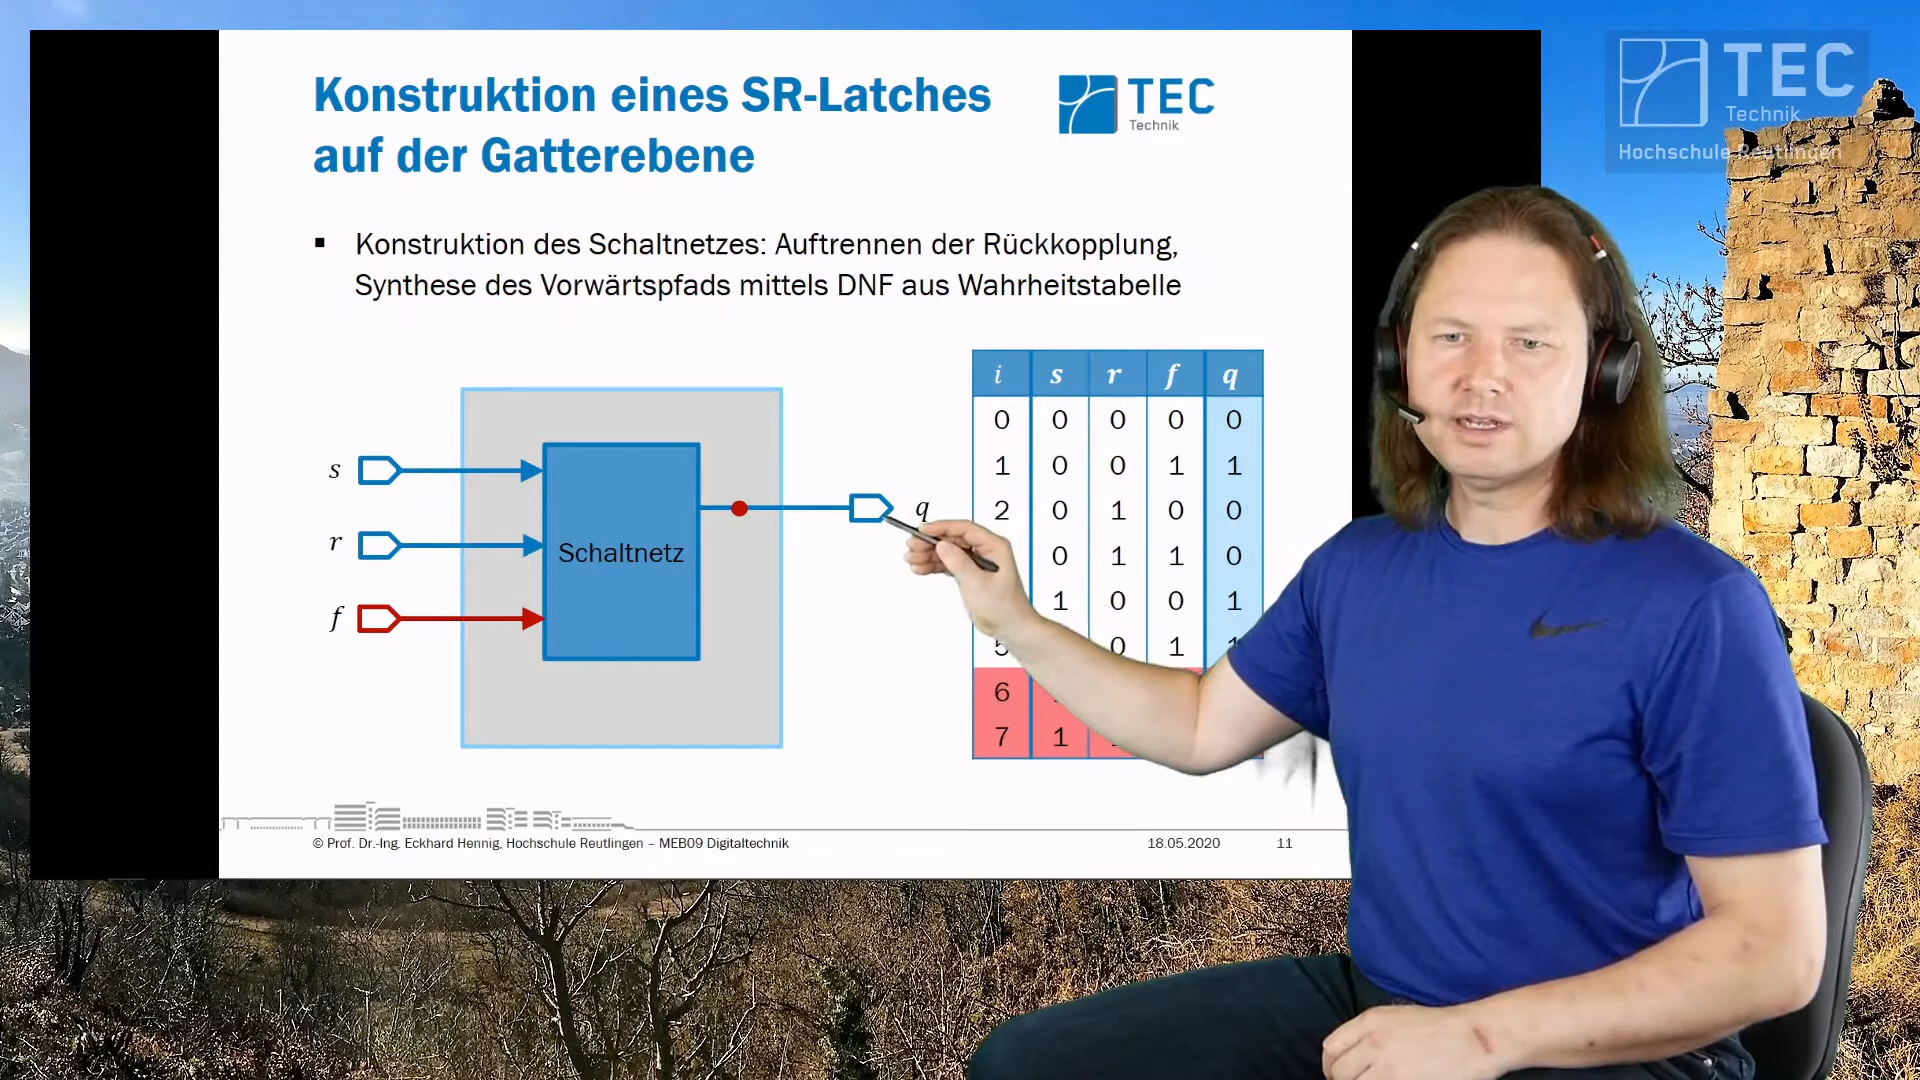 Konstruktion eines SR-Latches
auf der Gatterebene
TEC
Technik
TEC
Technik
Hochschule Reutlingen
▪ Konstruktion des Schaltnetzes: Auftrennen der Rückkopplung,
Synthese des Vorwärtspfads mittels DNF aus Wahrheitstabelle
s
r
f
Schaltnetz
q
i s r f q
0 0 0 0 0
1 0 0 1 1
2 0 1 0 0
0 1 1 0
1 0 0 1
5 0 1
6
7 1
© Prof. Dr.-Ing. Eckhard Hennig, Hochschule Reutlingen – MEB09 Digitaltechnik
18.05.2020
11